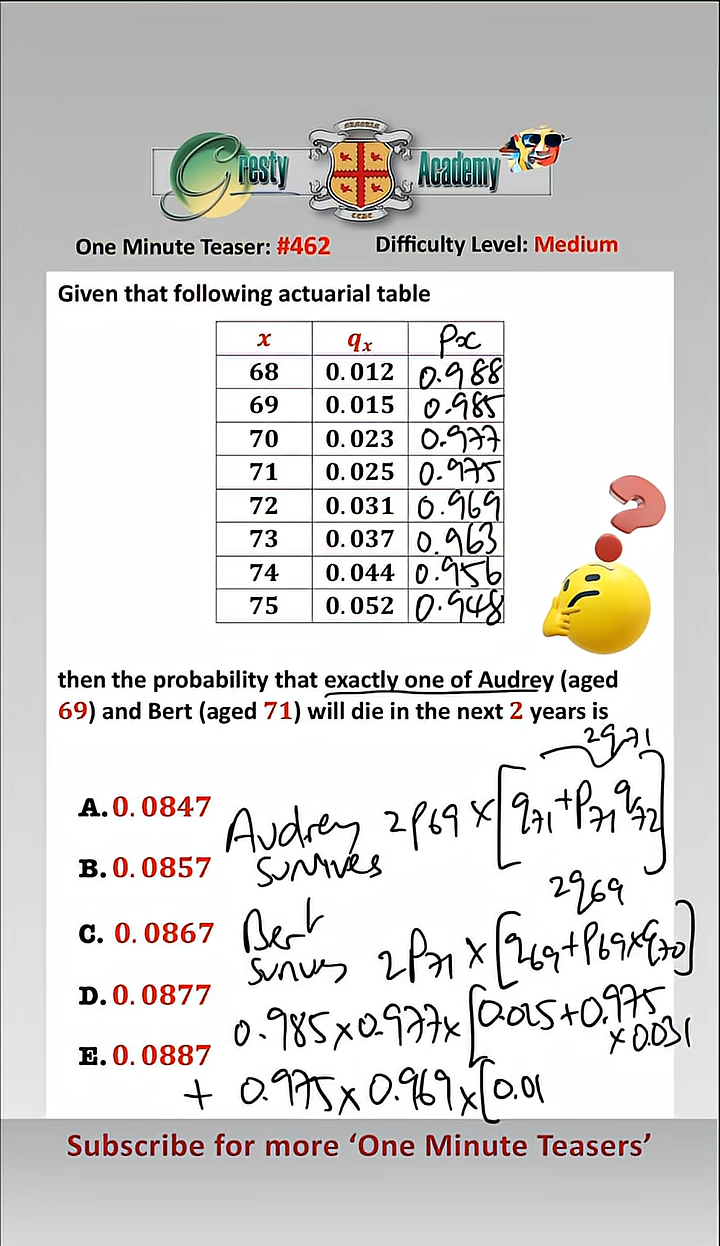 Gresty Academy
One Minute Teaser: #462 Difficulty Level: Medium
Given that following actuarial table
x qx Px
68 0.012 0.988
69 0.015 0.985
70 0.023 0.977
71 0.025 0.975
72 0.031 0.969
73 0.037 0.963
74 0.044 0.956
75 0.052 0.948
then the probability that exactly one of Audrey (aged
69) and Bert (aged 71) will die in the next 2 years is
2q71
A. 0.0847
Audrey survives 2P69 × [q71+P71q72]
B. 0.0857
2q69
C. 0.0867
Bert survives 2P71 × [q69+P69×q70]
D. 0.0877
0.985×0.977×[0.025+0.975
×0.031
E. 0.0887
+ 0.975×0.969×[0.01
Subscribe for more ‘One Minute Teasers’